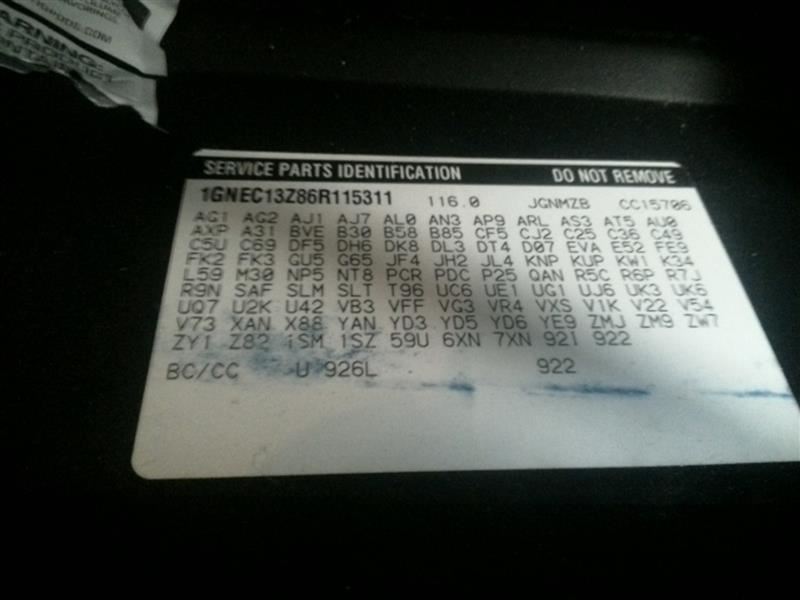 ARNING:
SERVICE PARTS IDENTIFICATION DO NOT REMOVE
1GNEC13Z86R115311 116.0 JGNMZB CC15706
AG1 AG2 AJ1 AJ7 AL0 AN3 AP9 ARL AS3 AT5 AU0
AXP A31 BVE B30 B58 B85 CF5 CJ2 C25 C36 C49
C5U C69 DF5 DH6 DK8 DL3 DT4 D07 EVA E52 FE9
FK2 FK3 GU5 G65 JF4 JH2 JL4 KNP KUP KW1 K34
L59 M30 NP5 NT8 PCR PDC P25 QAN R5C R6P R7J
R9N SAF SLM SLT T96 UC6 UE1 UG1 UJ6 UK3 UK6
UQ7 U2K U42 VB3 VFF VG3 VR4 VXS V1K V22 V54
V73 XAN X88 YAN YD3 YD5 YD6 YE9 ZMJ ZM9 ZW7
ZY1 Z82 1SM 1SZ 59U 6XN 7XN 921 922
BC/CC U 926L 922